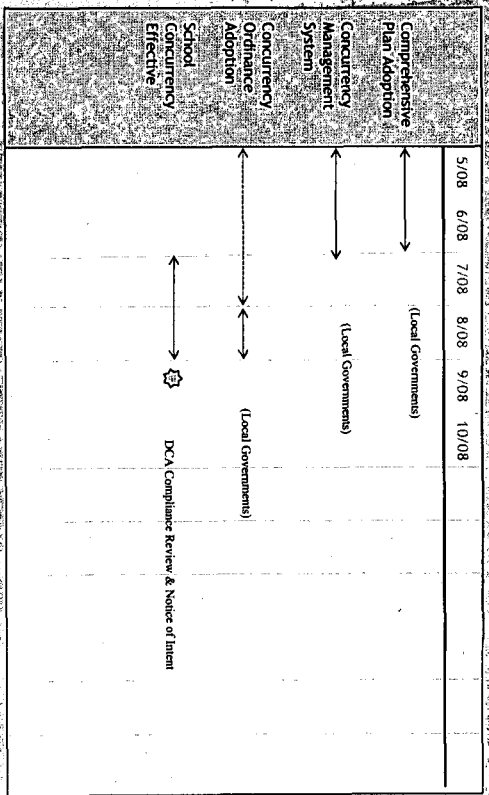 5/08 6/08 7/08 8/08 9/08 10/08
Comprehensive
Plan Adoption
(Local Governments)
Concurrency
Management
System
(Local Governments)
Concurrency
Ordinance
Adoption
(Local Governments)
School
Concurrency
Effective
DCA Compliance Review & Notice of Intent